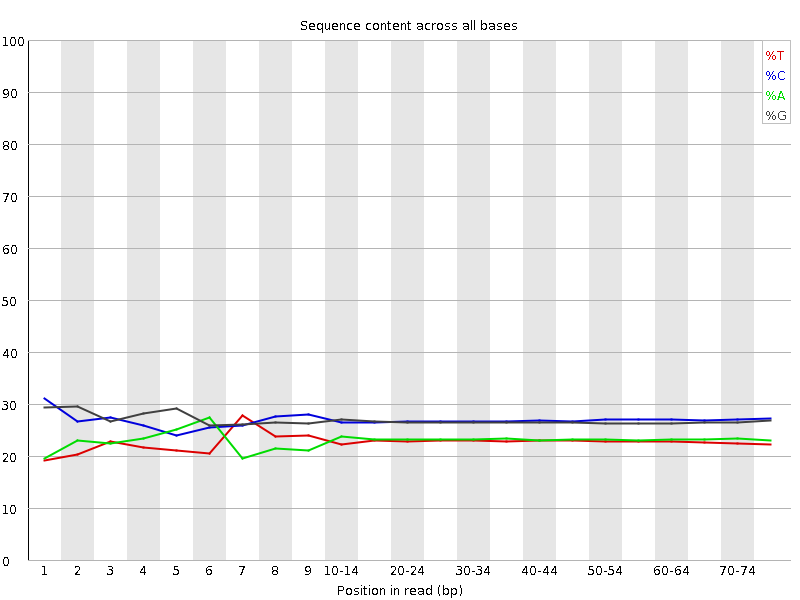 Sequence content across all bases
100
90
80
70
60
50
40
30
20
10
0
%T
%C
%A
%G
1 2 3 4 5 6 7 8 9 10-14 20-24 30-34 40-44 50-54 60-64 70-74
Position in read (bp)